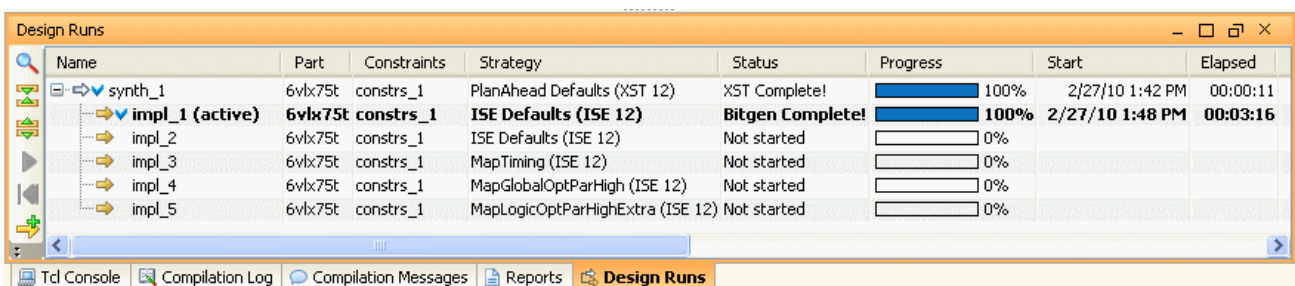 Design Runs
Name Part Constraints Strategy Status Progress Start Elapsed
synth_1 6vlx75t constrs_1 PlanAhead Defaults (XST 12) XST Complete! 100% 2/27/10 1:42 PM 00:00:11
impl_1 (active) 6vlx75t constrs_1 ISE Defaults (ISE 12) Bitgen Complete! 100% 2/27/10 1:48 PM 00:03:16
impl_2 6vlx75t constrs_1 ISE Defaults (ISE 12) Not started 0%
impl_3 6vlx75t constrs_1 MapTiming (ISE 12) Not started 0%
impl_4 6vlx75t constrs_1 MapGlobalOptParHigh (ISE 12) Not started 0%
impl_5 6vlx75t constrs_1 MapLogicOptParHighExtra (ISE 12) Not started 0%
Tcl Console Compilation Log Compilation Messages Reports Design Runs